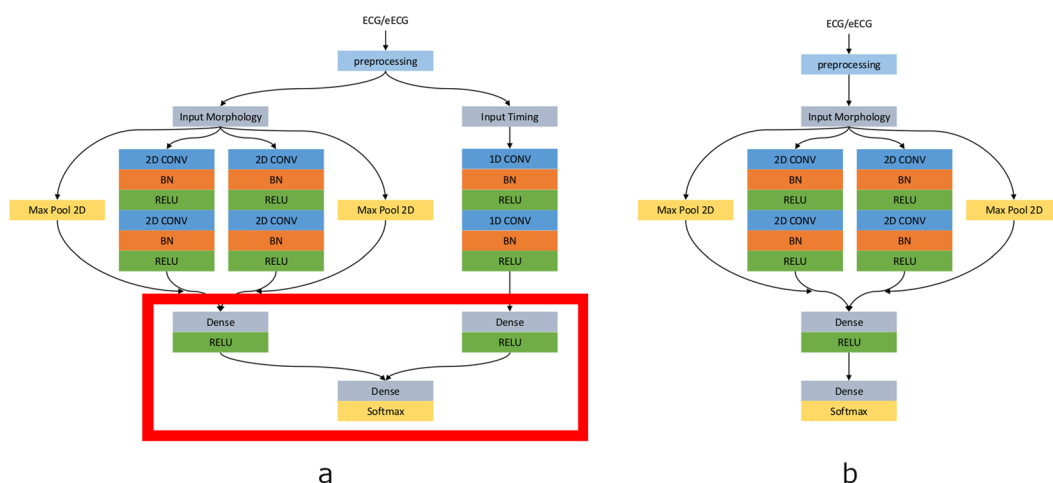 ECG/eECG
preprocessing
Input Morphology
Input Timing
2D CONV
BN
RELU
2D CONV
BN
RELU
2D CONV
BN
RELU
2D CONV
BN
RELU
1D CONV
BN
RELU
1D CONV
BN
RELU
Max Pool 2D
Max Pool 2D
Dense
RELU
Dense
RELU
Dense
Softmax
a
ECG/eECG
preprocessing
Input Morphology
2D CONV
BN
RELU
2D CONV
BN
RELU
2D CONV
BN
RELU
2D CONV
BN
RELU
Max Pool 2D
Max Pool 2D
Dense
RELU
Dense
Softmax
b